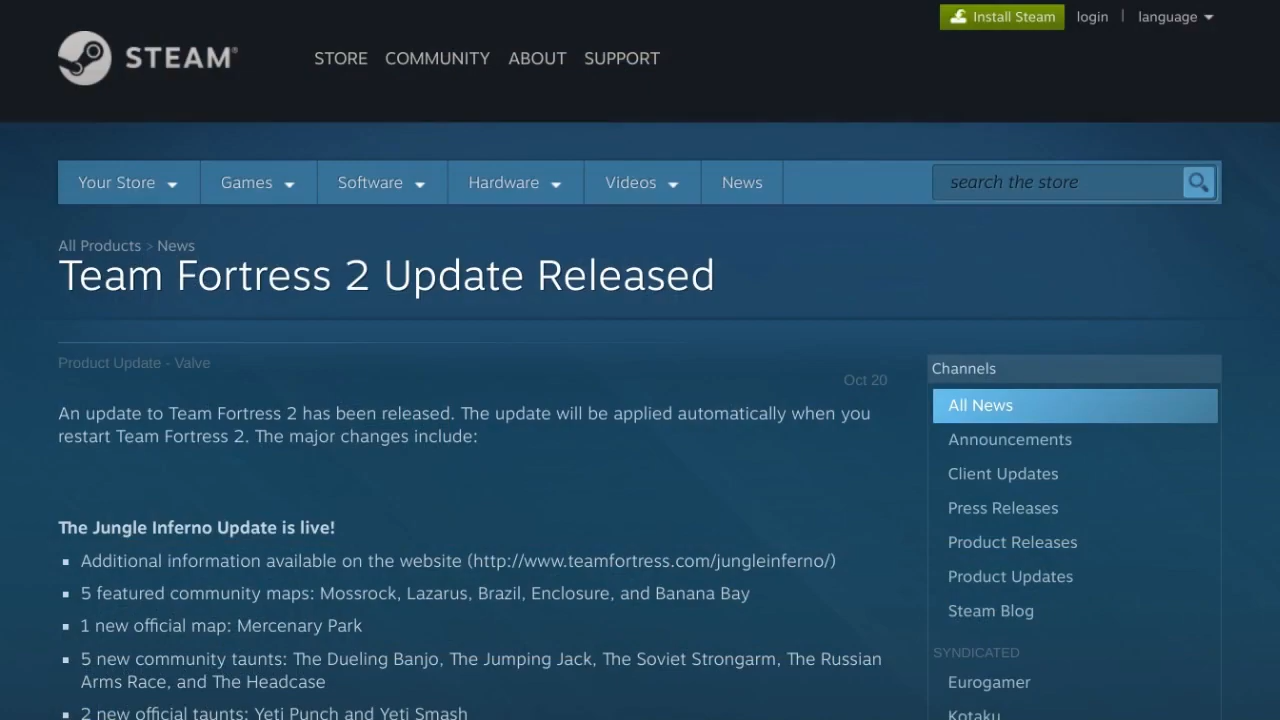 Install Steam login | language
STEAM®
STORE COMMUNITY ABOUT SUPPORT
Your Store Games Software Hardware Videos News search the store
All Products > News
Team Fortress 2 Update Released
Product Update - Valve
Oct 20
An update to Team Fortress 2 has been released. The update will be applied automatically when you
restart Team Fortress 2. The major changes include:
The Jungle Inferno Update is live!
▪ Additional information available on the website (http://www.teamfortress.com/jungleinferno/)
▪ 5 featured community maps: Mossrock, Lazarus, Brazil, Enclosure, and Banana Bay
▪ 1 new official map: Mercenary Park
▪ 5 new community taunts: The Dueling Banjo, The Jumping Jack, The Soviet Strongarm, The Russian
Arms Race, and The Headcase
▪ 2 new official taunts: Yeti Punch and Yeti Smash
Channels
All News
Announcements
Client Updates
Press Releases
Product Releases
Product Updates
Steam Blog
SYNDICATED
Eurogamer
Kotaku